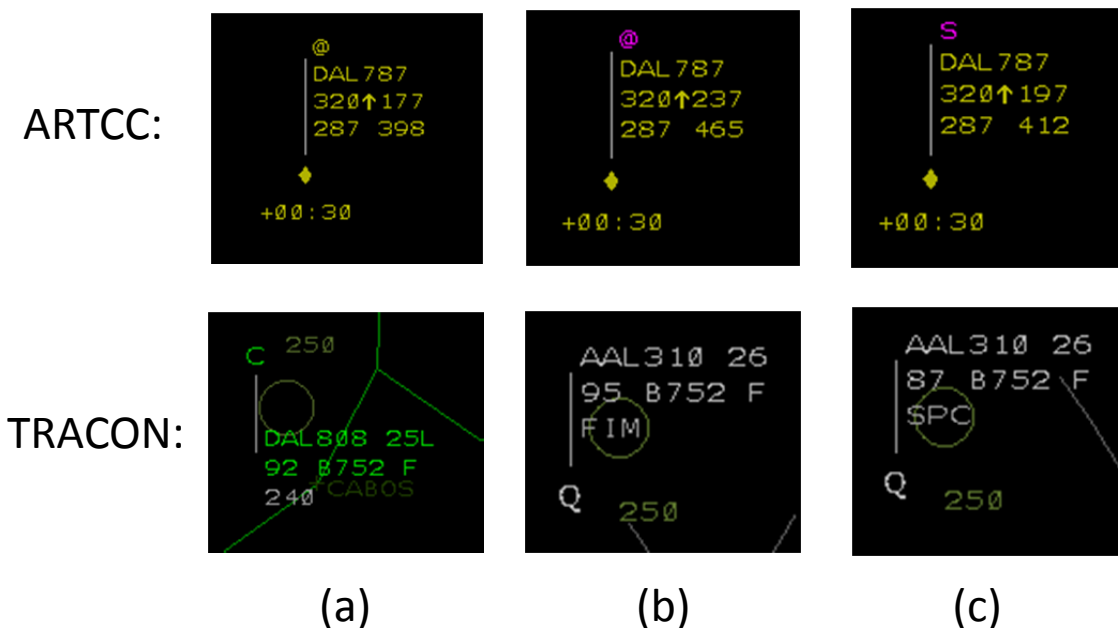 ARTCC:
@
DAL787
320↑177
287 398
+00:30
@
DAL787
320↑237
287 465
+00:30
S
DAL787
320↑197
287 412
+00:30
TRACON:
C 250
DAL808 25L
92 B752 F
240 CABOS
AAL310 26
95 B752 F
FIM
Q 250
AAL310 26
87 B752 F
SPC
Q 250
(a) (b) (c)